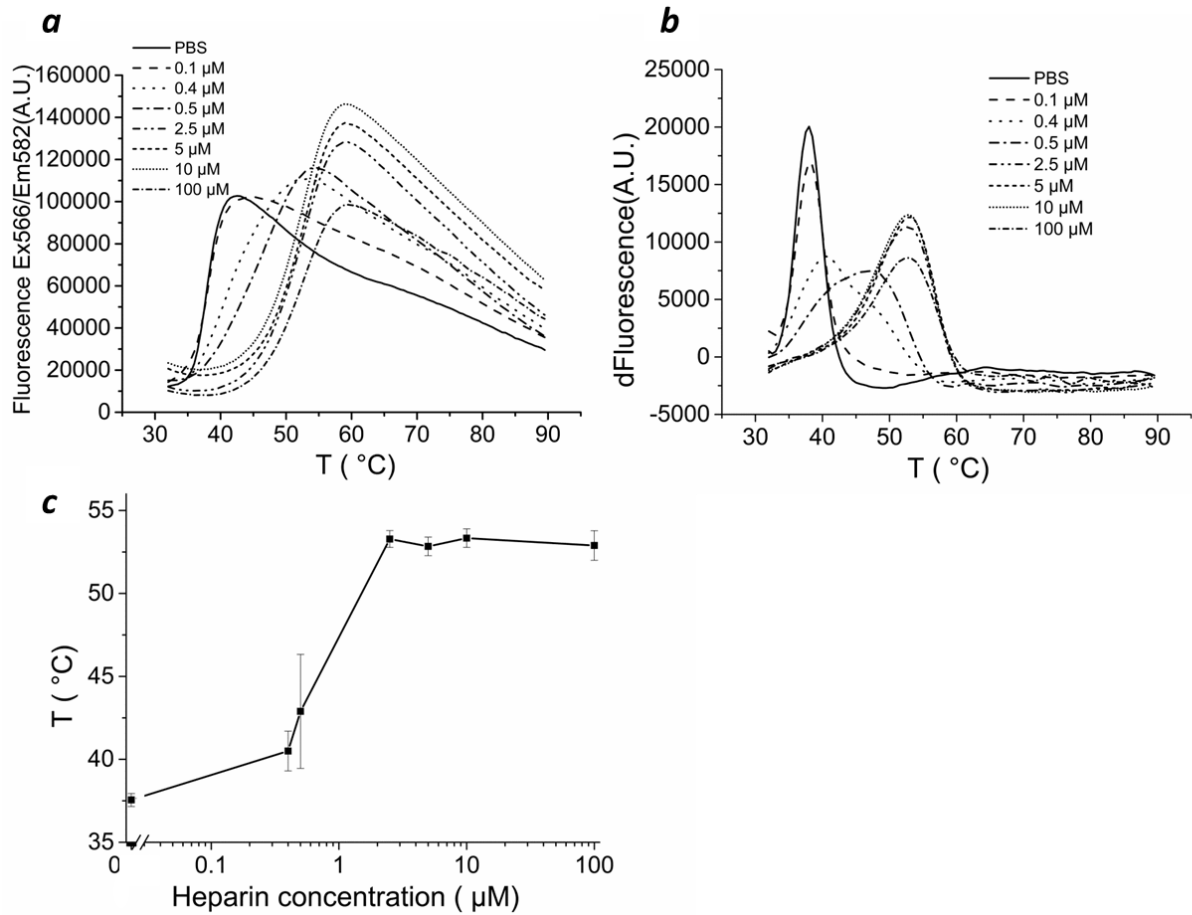 a
PBS
0.1 µM
0.4 µM
0.5 µM
2.5 µM
5 µM
10 µM
100 µM
Fluorescence Ex566/Em582(A.U.)
160000
140000
120000
100000
80000
60000
40000
20000
0
30 40 50 60 70 80 90
T ( °C)
b
PBS
0.1 µM
0.4 µM
0.5 µM
2.5 µM
5 µM
10 µM
100 µM
dFluorescence(A.U.)
25000
20000
15000
10000
5000
0
-5000
30 40 50 60 70 80 90
T ( °C)
c
T ( °C)
55
50
45
40
35
0 0.1 1 10 100
Heparin concentration ( µM)